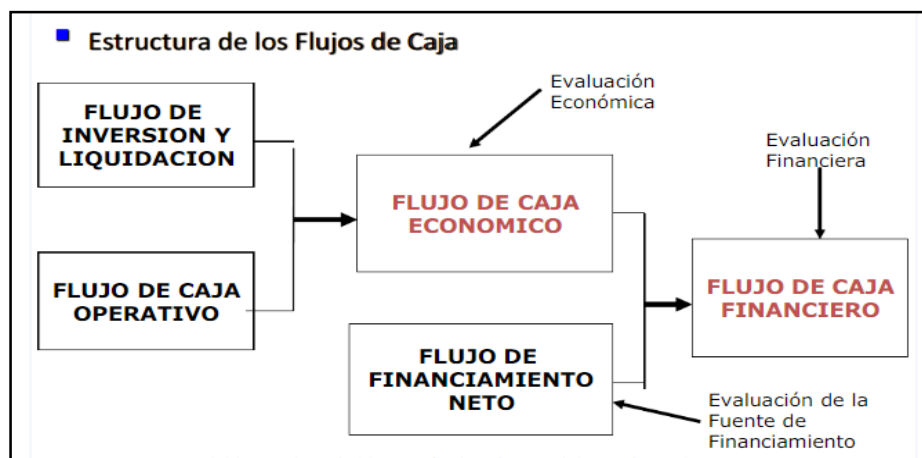 Estructura de los Flujos de Caja
Evaluación
Económica
FLUJO DE
INVERSION Y
LIQUIDACION
Evaluación
Financiera
FLUJO DE CAJA
ECONOMICO
FLUJO DE CAJA
OPERATIVO
FLUJO DE CAJA
FINANCIERO
FLUJO DE
FINANCIAMIENTO
NETO
Evaluación de la
Fuente de
Financiamiento